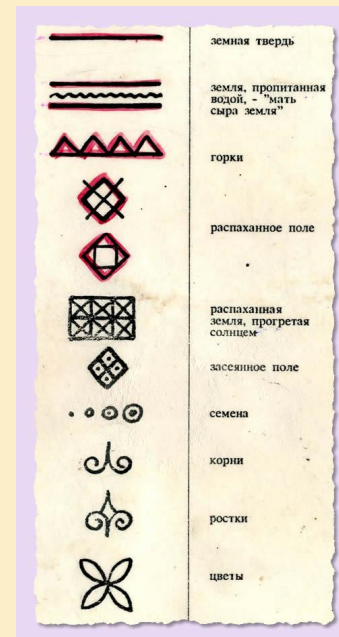 земная твердь
земля, пропитанная
водой, - "мать
сыра земля"
горки
распаханное поле
распаханная
земля, прогретая
солнцем
засеянное поле
семена
корни
ростки
цветы